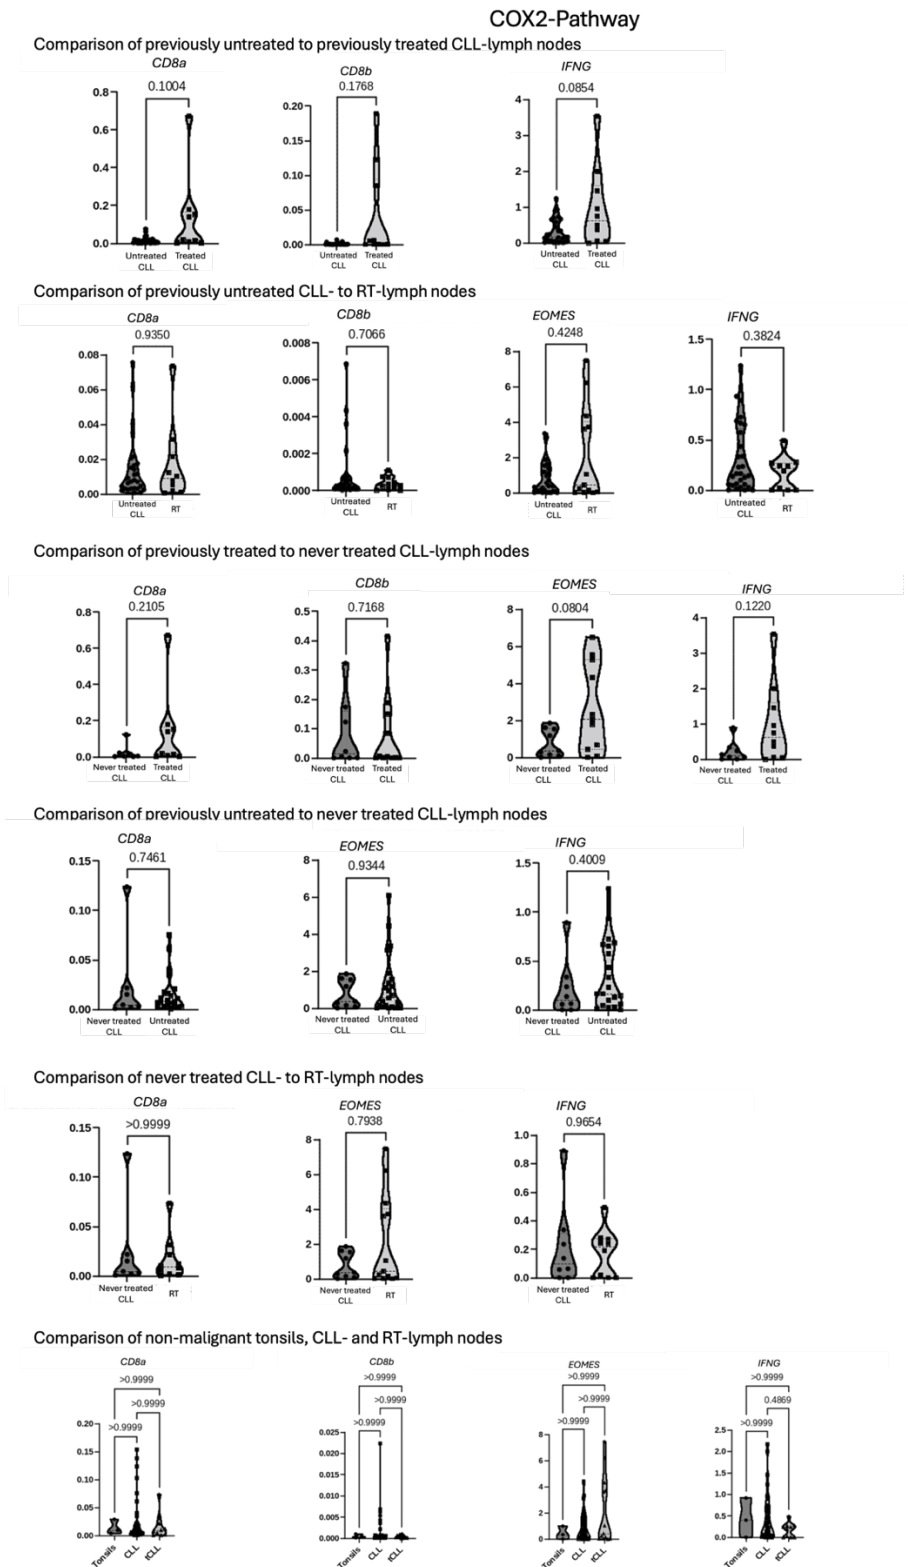 COX2-Pathway
Comparison of previously untreated to previously treated CLL-lymph nodes
CD8a
0.1004
0.8
0.6
0.4
0.2
0.0
Untreated
CLL
Treated
CLL
CD8b
0.1768
0.20
0.15
0.10
0.05
0.00
Untreated
CLL
Treated
CLL
IFNG
0.0854
4
3
2
1
0
Untreated
CLL
Treated
CLL
Comparison of previously untreated CLL- to RT-lymph nodes
CD8a
0.9350
0.08
0.06
0.04
0.02
0.00
Untreated
CLL
RT
CD8b
0.7066
0.008
0.006
0.004
0.002
0.000
Untreated
CLL
RT
EOMES
0.4248
8
6
4
2
0
Untreated
CLL
RT
IFNG
0.3824
1.5
1.0
0.5
0.0
Untreated
CLL
RT
Comparison of previously treated to never treated CLL-lymph nodes
CD8a
0.2105
0.8
0.6
0.4
0.2
0.0
Never treated
CLL
Treated
CLL
CD8b
0.7168
0.5
0.4
0.3
0.2
0.1
0.0
Never treated
CLL
Treated
CLL
EOMES
0.0804
8
6
4
2
0
Never treated
CLL
Treated
CLL
IFNG
0.1220
4
3
2
1
0
Never treated
CLL
Treated
CLL
Comparison of previously untreated to never treated CLL-lymph nodes
CD8a
0.7461
0.15
0.10
0.05
0.00
Never treated
CLL
Untreated
CLL
EOMES
0.9344
8
6
4
2
0
Never treated
CLL
Untreated
CLL
IFNG
0.4009
1.5
1.0
0.5
0.0
Never treated
CLL
Untreated
CLL
Comparison of never treated CLL- to RT-lymph nodes
CD8a
>0.9999
0.15
0.10
0.05
0.00
Never treated
CLL
RT
EOMES
0.7938
8
6
4
2
0
Never treated
CLL
RT
IFNG
0.9654
1.0
0.8
0.6
0.4
0.2
0.0
Never treated
CLL
RT
Comparison of non-malignant tonsils, CLL- and RT-lymph nodes
CD8a
>0.9999
>0.9999
>0.9999
0.20
0.15
0.10
0.05
0.00
Tonsils
CLL
tCLL
CD8b
>0.9999
>0.9999
>0.9999
0.025
0.020
0.015
0.010
0.005
0.000
Tonsils
CLL
tCLL
EOMES
>0.9999
>0.9999
>0.9999
8
6
4
2
0
Tonsils
CLL
tCLL
IFNG
>0.9999
0.4869
>0.9999
2.5
2.0
1.5
1.0
0.5
0.0
Tonsils
CLL
tCLL